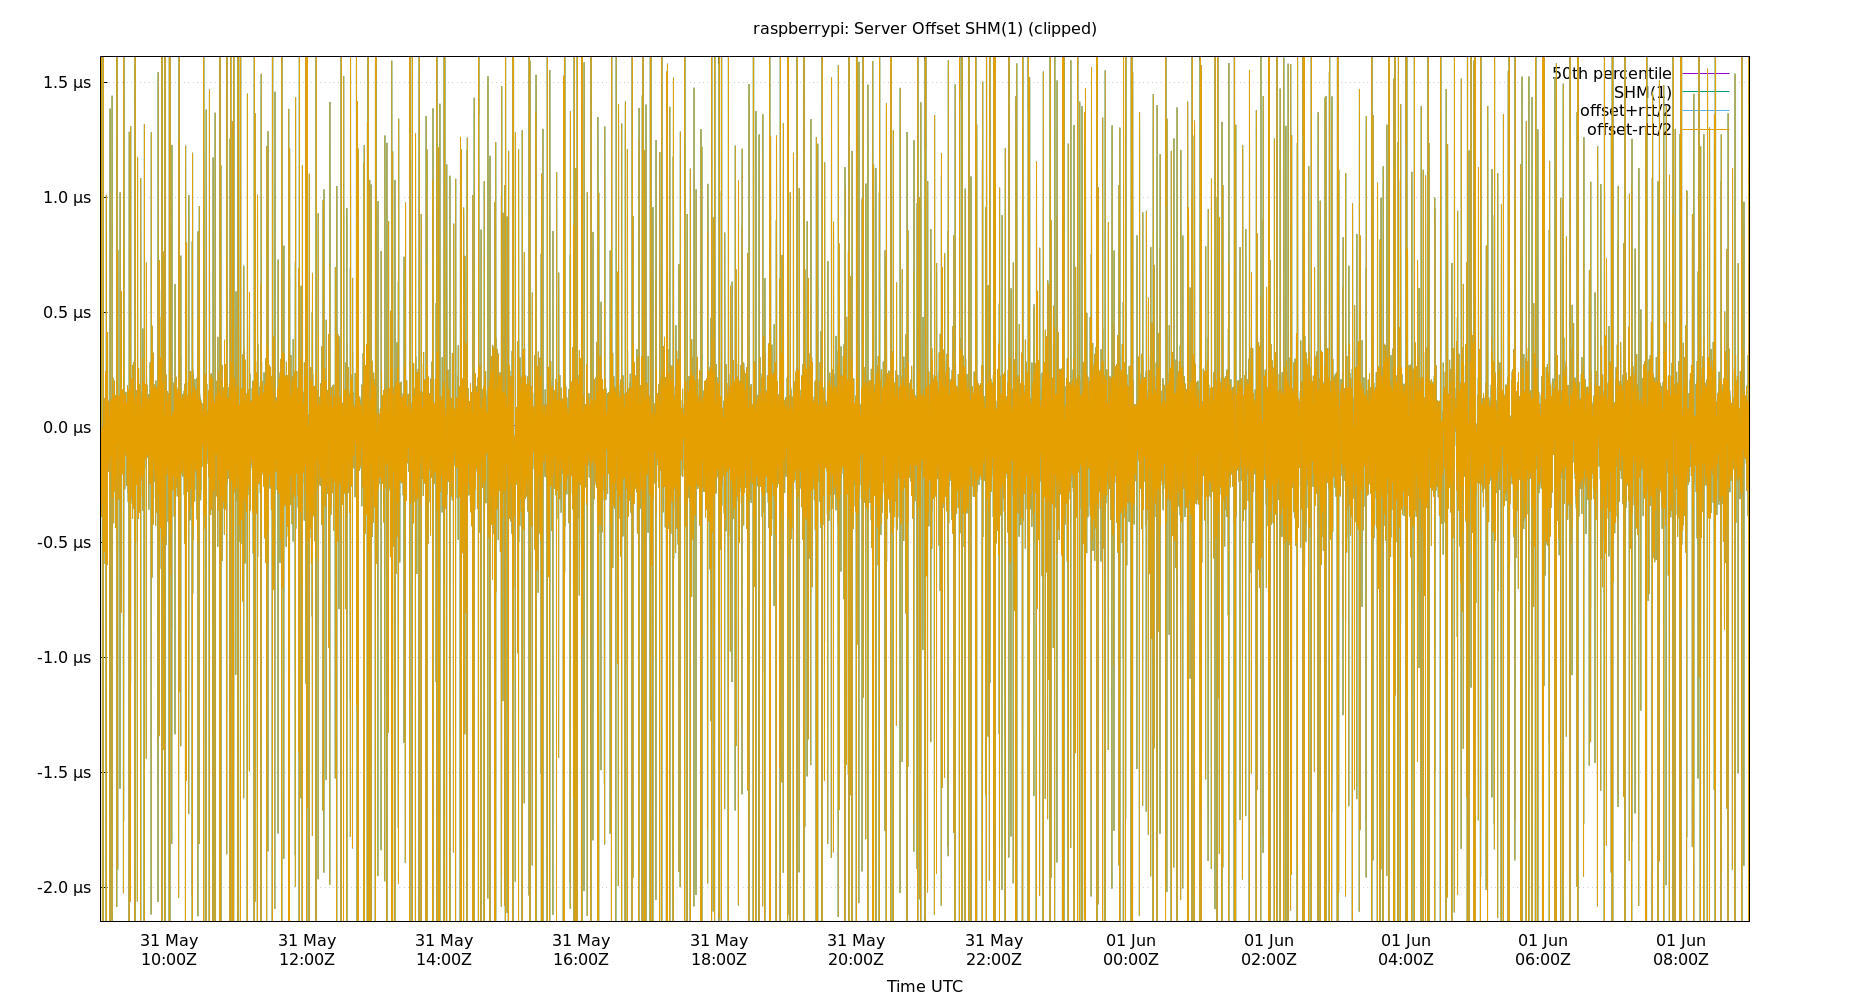 raspberrypi: Server Offset SHM(1) (clipped)
1.5 µs
1.0 µs
0.5 µs
0.0 µs
-0.5 µs
-1.0 µs
-1.5 µs
-2.0 µs
50th percentile
SHM(1)
offset+rtt/2
offset-rtt/2
31 May 31 May 31 May 31 May 31 May 31 May 31 May 01 Jun 01 Jun 01 Jun 01 Jun 01 Jun
10:00Z 12:00Z 14:00Z 16:00Z 18:00Z 20:00Z 22:00Z 00:00Z 02:00Z 04:00Z 06:00Z 08:00Z
Time UTC